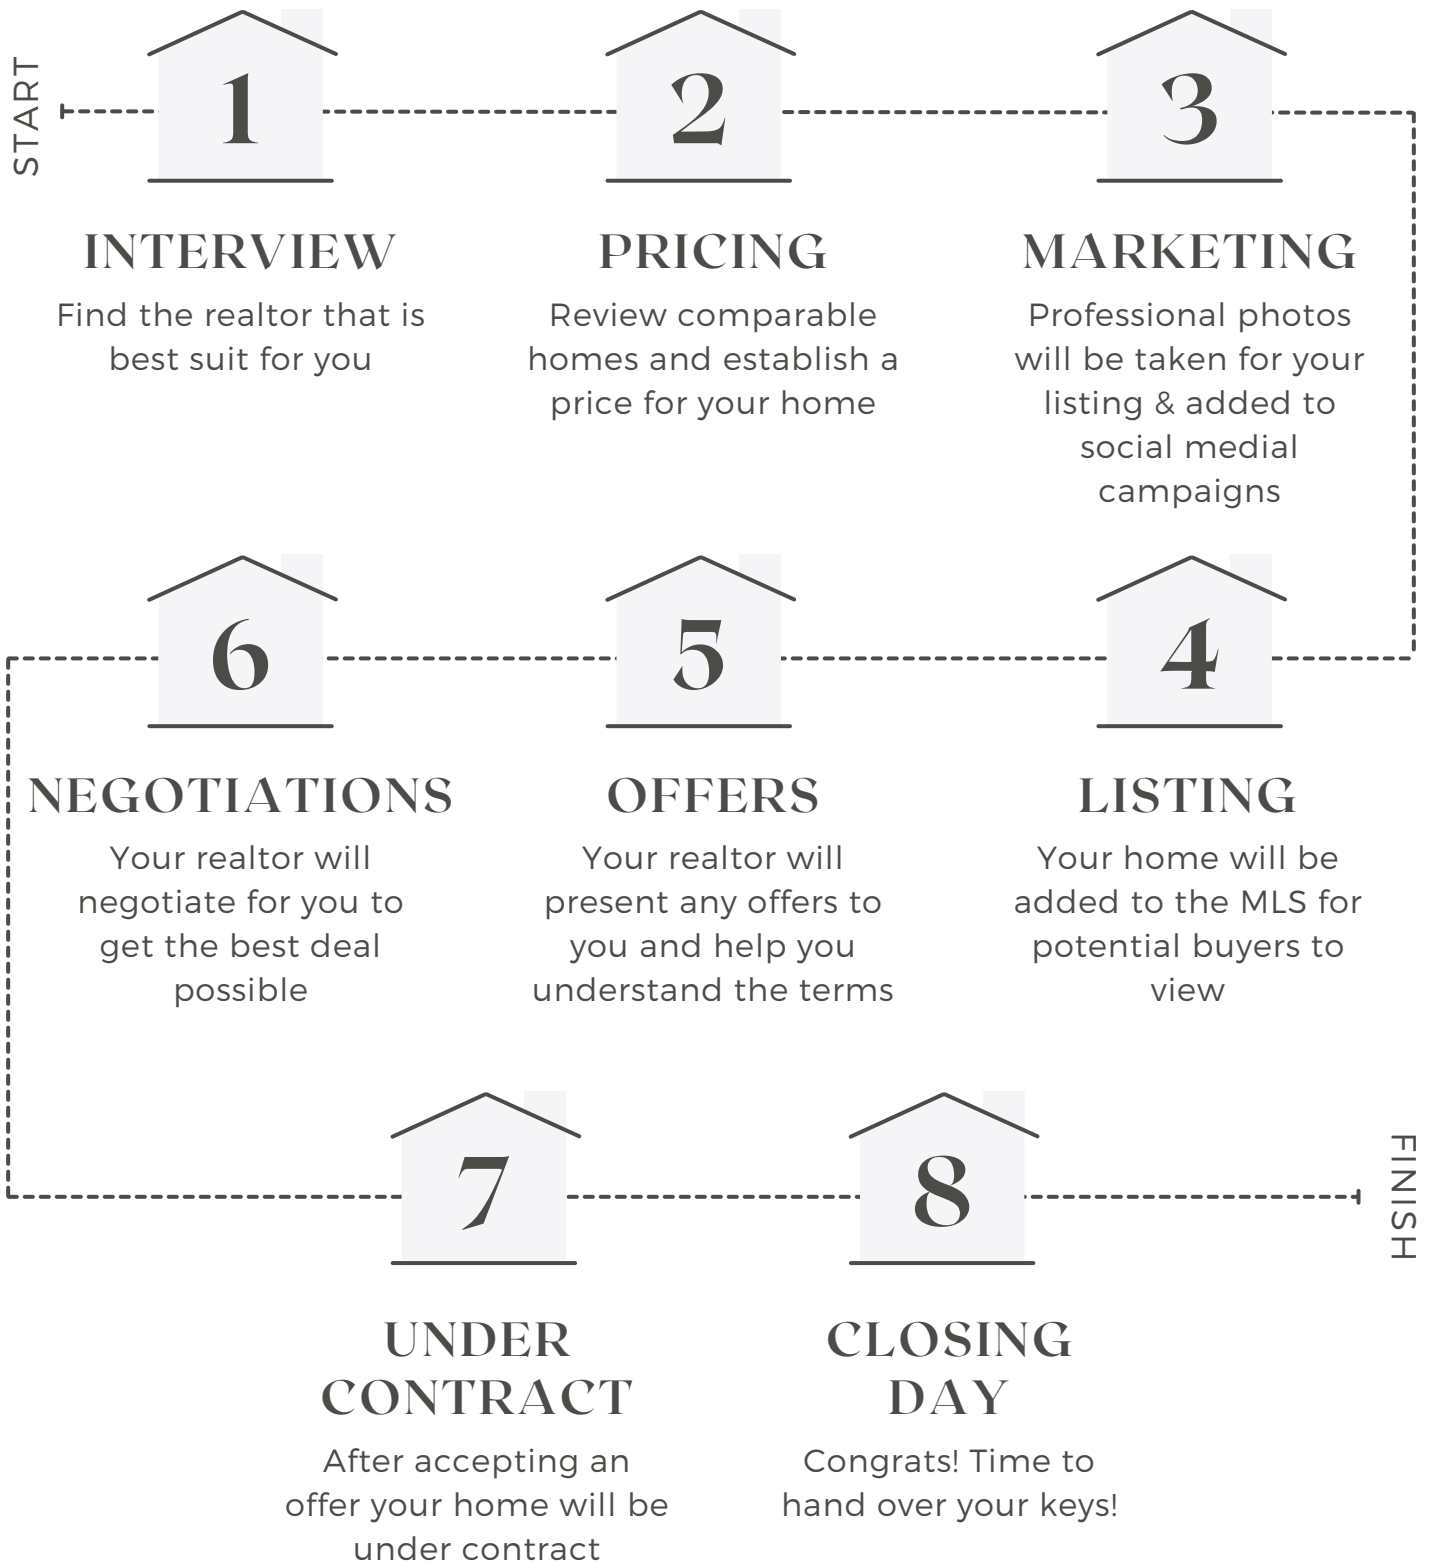 START
1
INTERVIEW
Find the realtor that is
best suit for you
2
PRICING
Review comparable
homes and establish a
price for your home
3
MARKETING
Professional photos
will be taken for your
listing & added to
social medial
campaigns
4
LISTING
Your home will be
added to the MLS for
potential buyers to
view
5
OFFERS
Your realtor will
present any offers to
you and help you
understand the terms
6
NEGOTIATIONS
Your realtor will
negotiate for you to
get the best deal
possible
7
UNDER
CONTRACT
After accepting an
offer your home will be
under contract
8
CLOSING
DAY
Congrats! Time to
hand over your keys!
FINISH